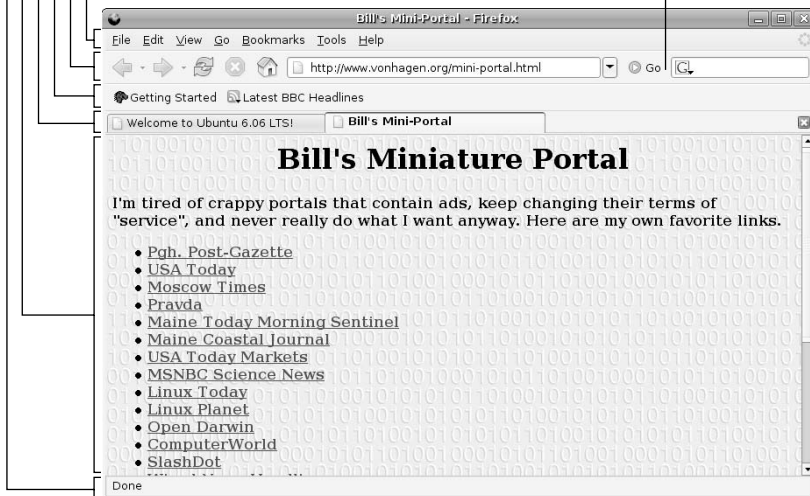 Bill's Mini-Portal - Firefox
File Edit View Go Bookmarks Tools Help
http://www.vonhagen.org/mini-portal.html Go G
Getting Started Latest BBC Headlines
Welcome to Ubuntu 6.06 LTS! Bill's Mini-Portal
Bill's Miniature Portal
I'm tired of crappy portals that contain ads, keep changing their terms of
"service", and never really do what I want anyway. Here are my own favorite links.
• Pgh. Post-Gazette
• USA Today
• Moscow Times
• Pravda
• Maine Today Morning Sentinel
• Maine Coastal Journal
• USA Today Markets
• MSNBC Science News
• Linux Today
• Linux Planet
• Open Darwin
• ComputerWorld
• SlashDot
Done